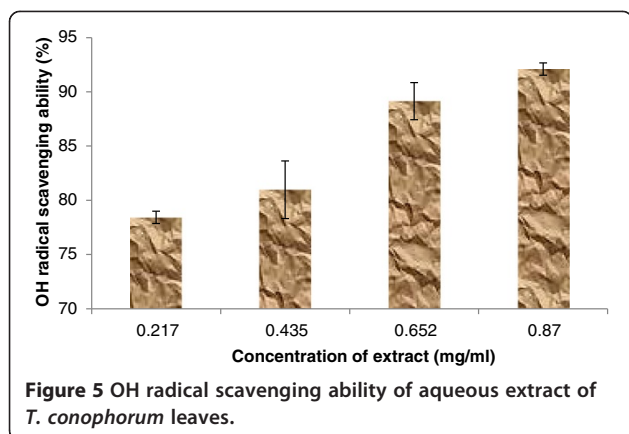 95
90
85
80
75
70
OH radical scavenging ability (%)
0.217 0.435 0.652 0.87
Concentration of extract (mg/ml)
Figure 5 OH radical scavenging ability of aqueous extract of
T. conophorum leaves.